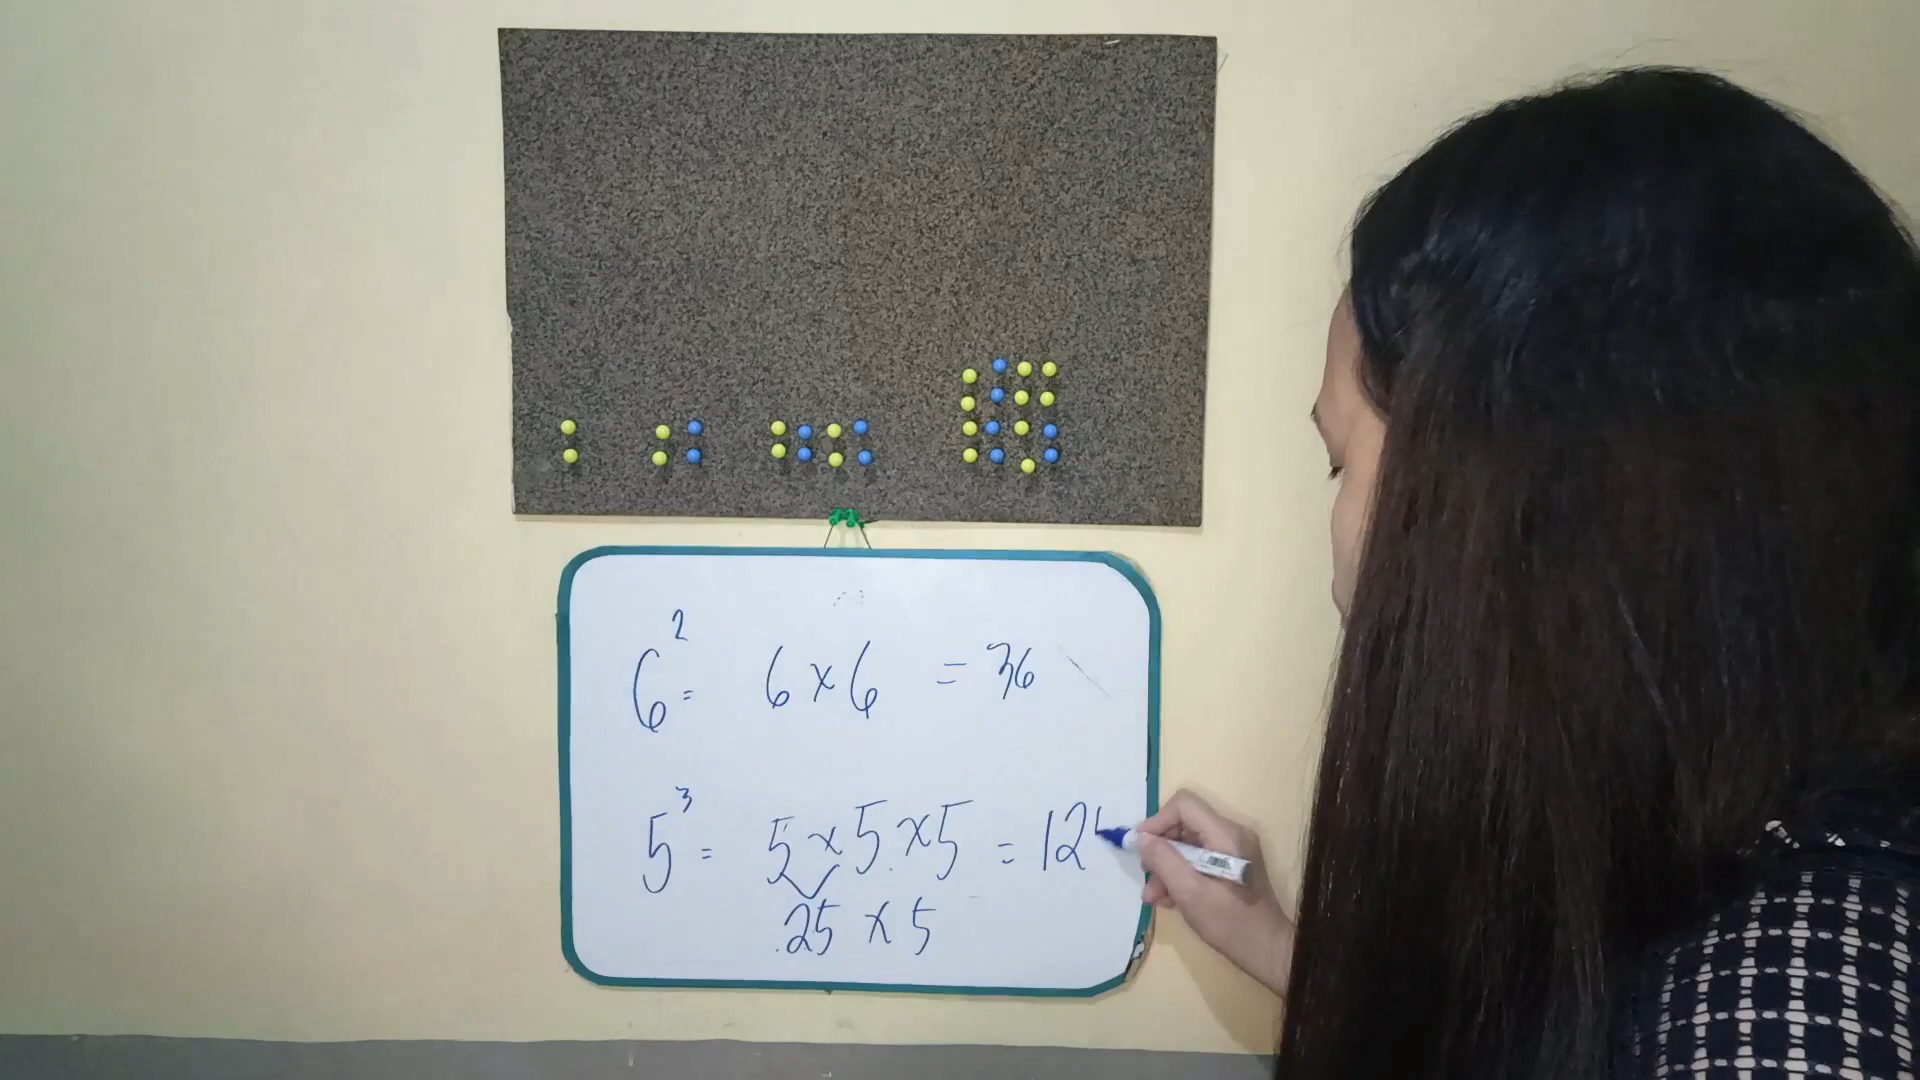 6² = 6 x 6 = 36
5³ = 5 x 5 x 5 = 12
25 x 5